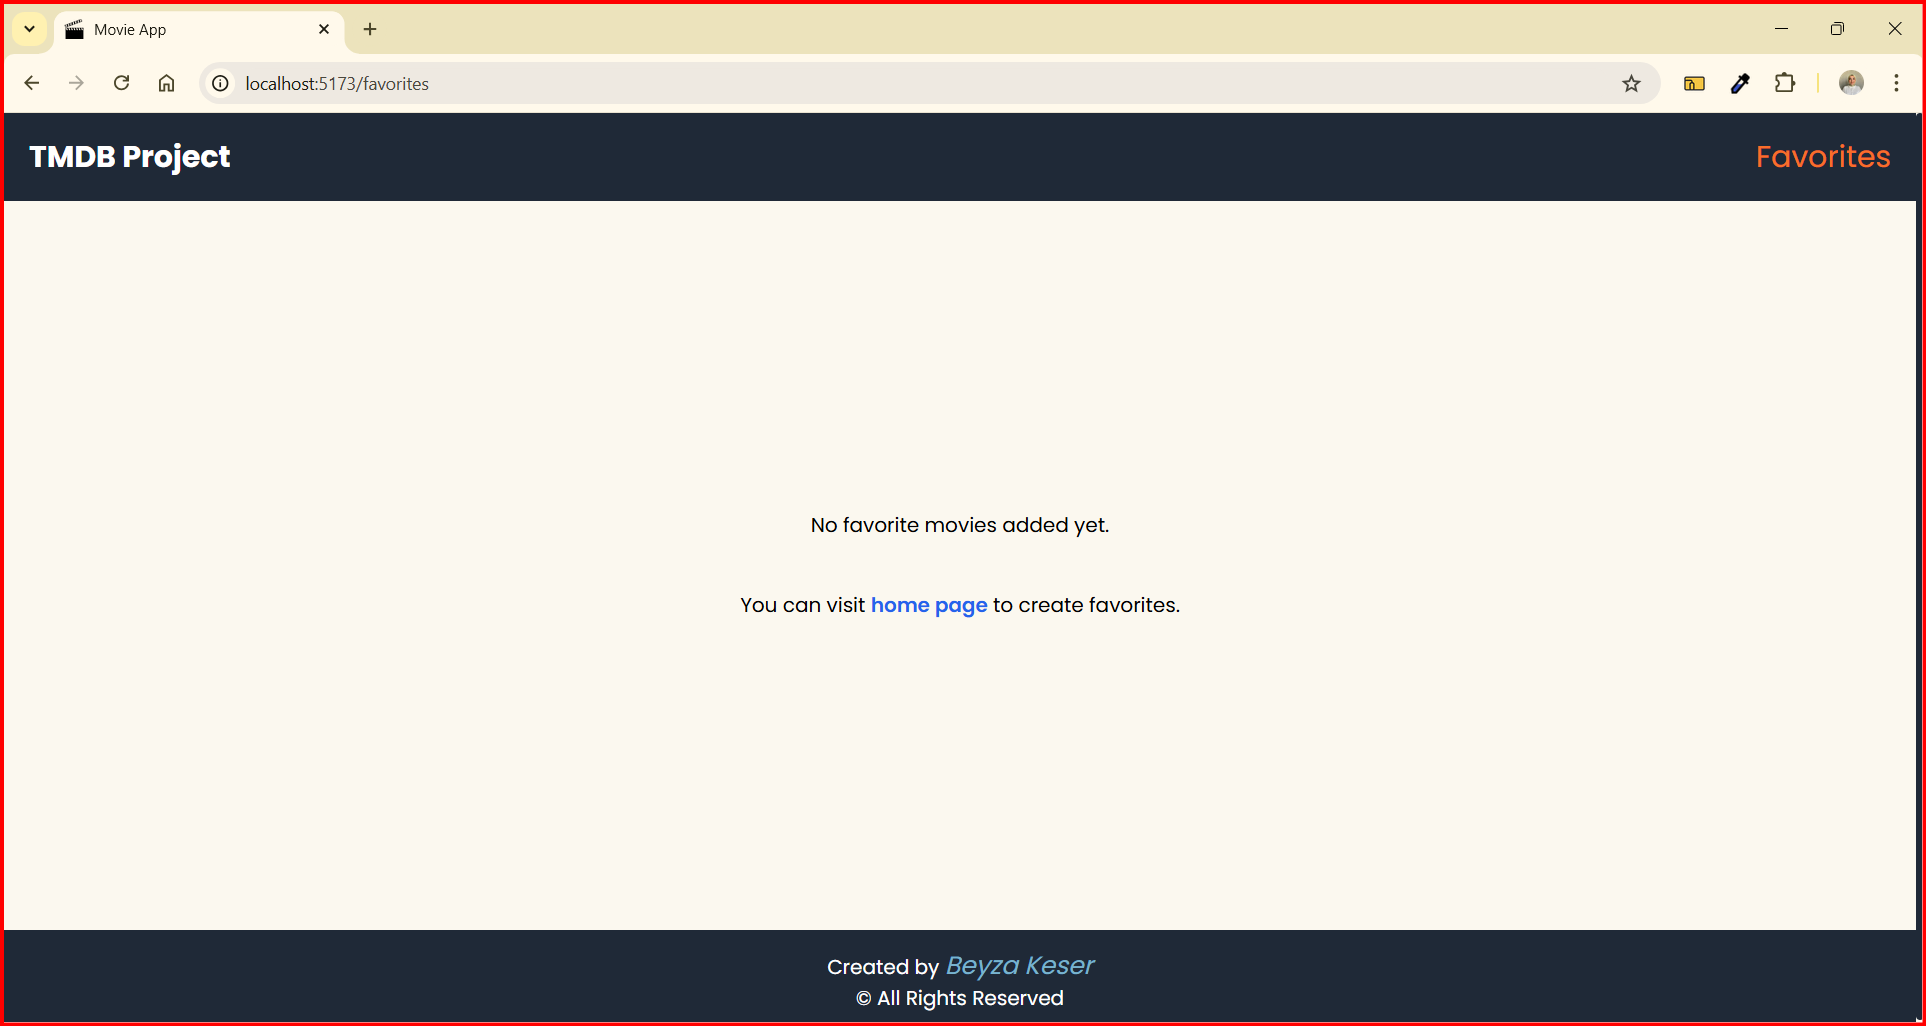 Movie App
localhost:5173/favorites
TMDB Project
Favorites
No favorite movies added yet.
You can visit home page to create favorites.
Created by Beyza Keser
© All Rights Reserved